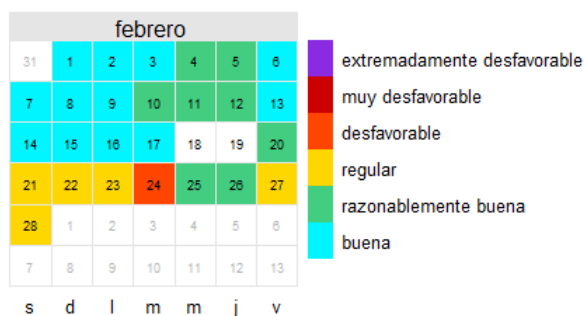 febrero
31 1 2 3 4 5 6
7 8 9 10 11 12 13
14 15 16 17 18 19 20
21 22 23 24 25 26 27
28 1 2 3 4 5 6
7 8 9 10 11 12 13
s d l m m j v
extremadamente desfavorable
muy desfavorable
desfavorable
regular
razonablemente buena
buena